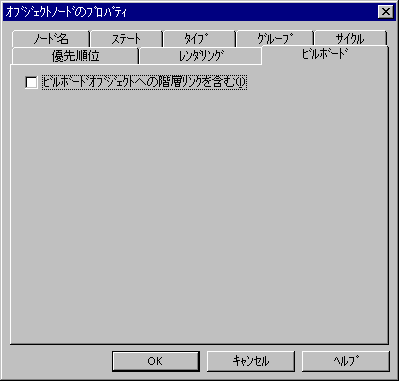 ｵﾌﾞｼﾞｪｸﾄﾉｰﾄﾞのﾌﾟﾛﾊﾟﾃｨ
ﾉｰﾄﾞ名 ｽﾃｰﾄ ﾀｲﾌﾟ ｸﾞﾙｰﾌﾟ ｻｲｸﾙ
優先順位 ﾚﾝﾀﾞﾘﾝｸﾞ ﾋﾞﾙﾎﾞｰﾄﾞ
ﾋﾞﾙﾎﾞｰﾄﾞｵﾌﾞｼﾞｪｸﾄへの階層ﾘﾝｸを含む(I)
OK ｷｬﾝｾﾙ ﾍﾙﾌﾟ